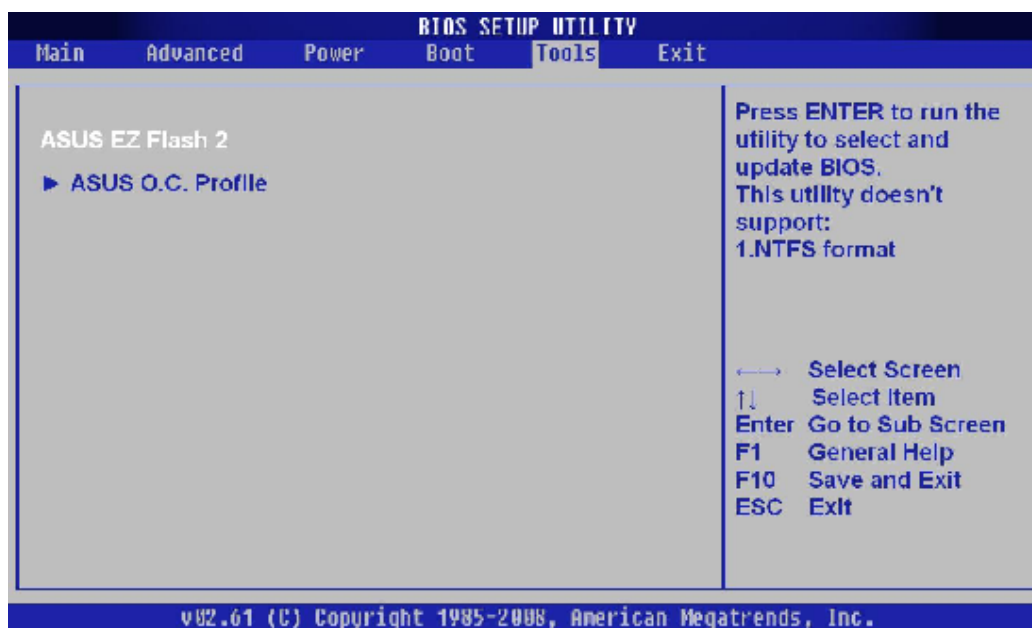 BIOS SETUP UTILITY
Main Advanced Power Boot Tools Exit
ASUS EZ Flash 2
► ASUS O.C. Profile
Press ENTER to run the
utility to select and
update BIOS.
This utility doesn't
support:
1.NTFS format
←→ Select Screen
↑↓ Select Item
Enter Go to Sub Screen
F1 General Help
F10 Save and Exit
ESC Exit
v02.61 (C) Copyright 1985-2008, American Megatrends, Inc.